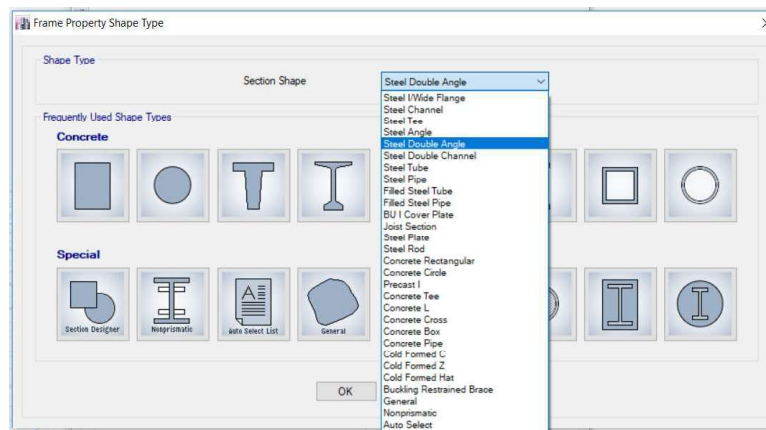 Frame Property Shape Type
Shape Type
Section Shape
Steel Double Angle
Steel I/Wide Flange
Steel Channel
Steel Tee
Steel Angle
Steel Double Angle
Steel Double Channel
Steel Tube
Steel Pipe
Filled Steel Tube
Filled Steel Pipe
BU I Cover Plate
Joist Section
Steel Plate
Steel Rod
Concrete Rectangular
Concrete Circle
Precast I
Concrete Tee
Concrete L
Concrete Cross
Concrete Box
Concrete Pipe
Cold Formed C
Cold Formed Z
Cold Formed Hat
Buckling Restrained Brace
General
Nonprismatic
Auto Select
Frequently Used Shape Types
Concrete
Special
Section Designer
Nonprismatic
Auto Select List
General
OK